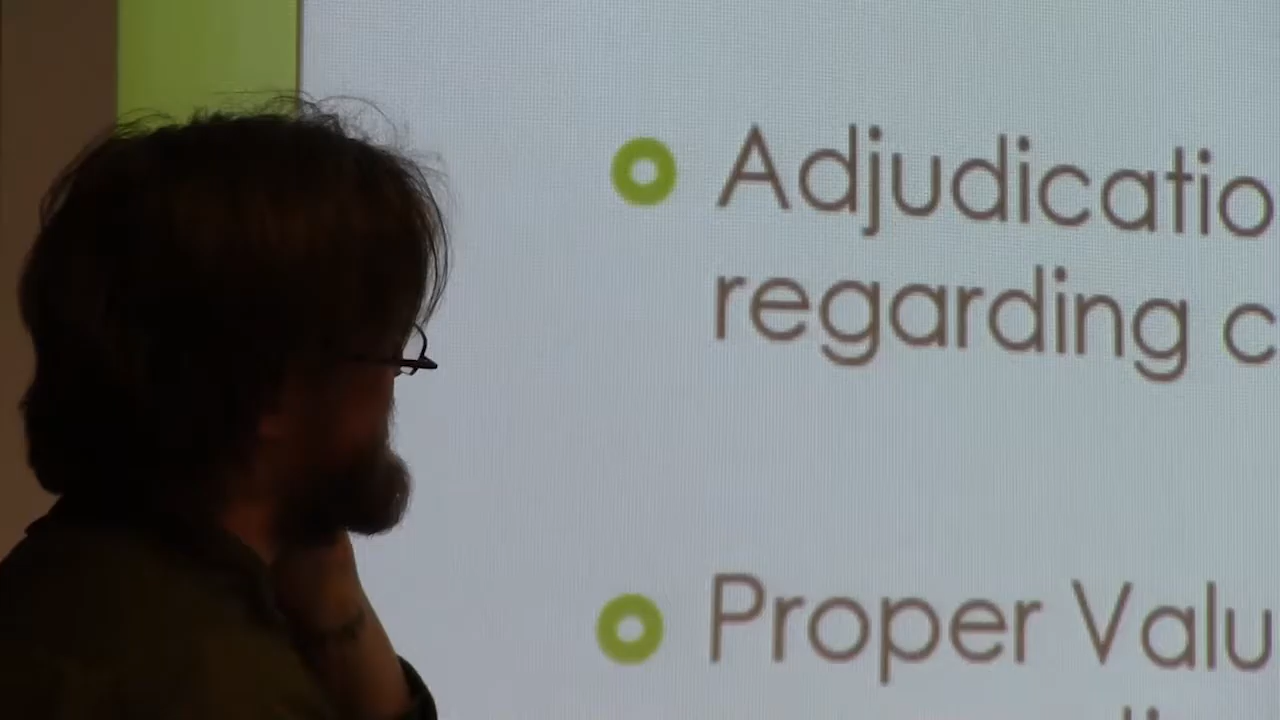 Adjudicatio
regarding c
Proper Valu